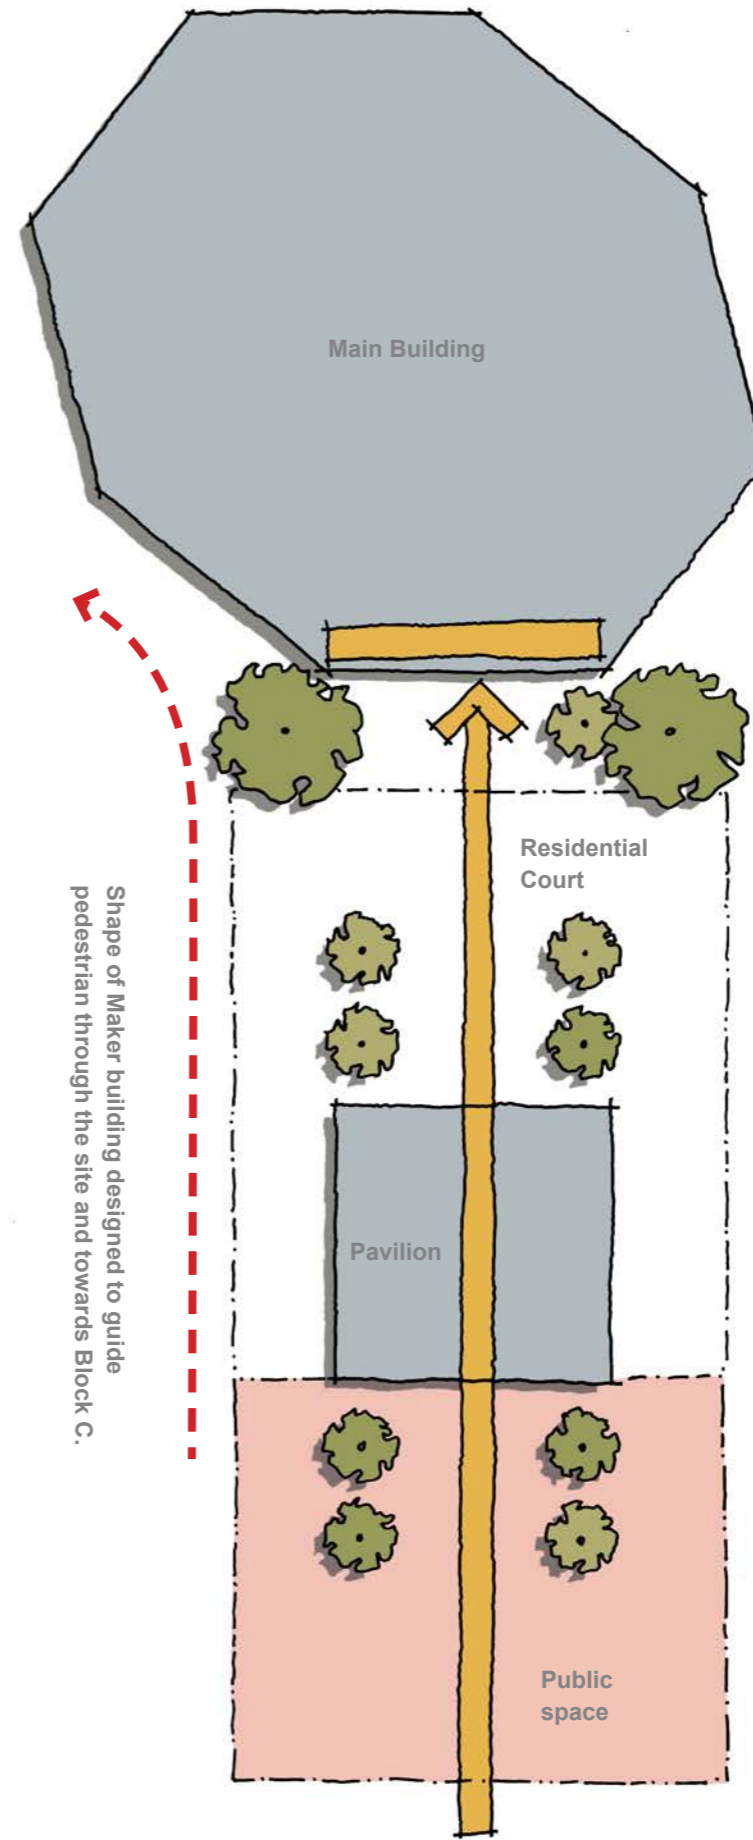 Main Building
Residential
Court
Shape of Maker building designed to guide
pedestrian through the site and towards Block C.
Pavilion
Public
space